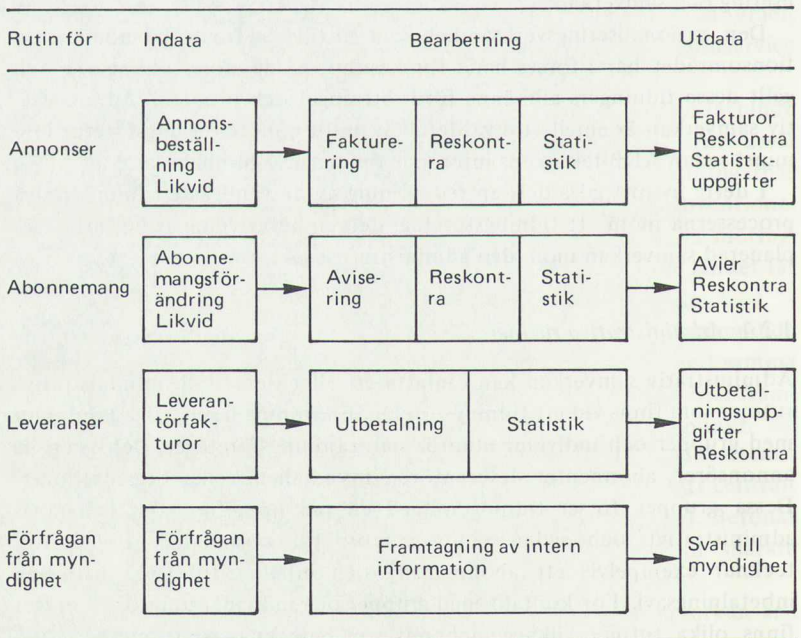 Rutin för Indata Bearbetning Utdata
Annonser
Annons-
beställ-
ning
Likvid
Fakture-
ring
Reskont-
ra
Stati-
stik
Fakturor
Reskontra
Statistik-
uppgifter
Abonnemang
Abonne-
mangsför-
ändring
Likvid
Avise-
ring
Reskont-
ra
Stati-
stik
Avier
Reskontra
Statistik
Leveranser
Leveran-
törfak-
turor
Utbetalning
Statistik
Utbetal-
ningsupp-
gifter
Reskontra
Förfrågan
från myn-
dighet
Förfrågan
från myn-
dighet
Framtagning av intern
information
Svar till
myndighet